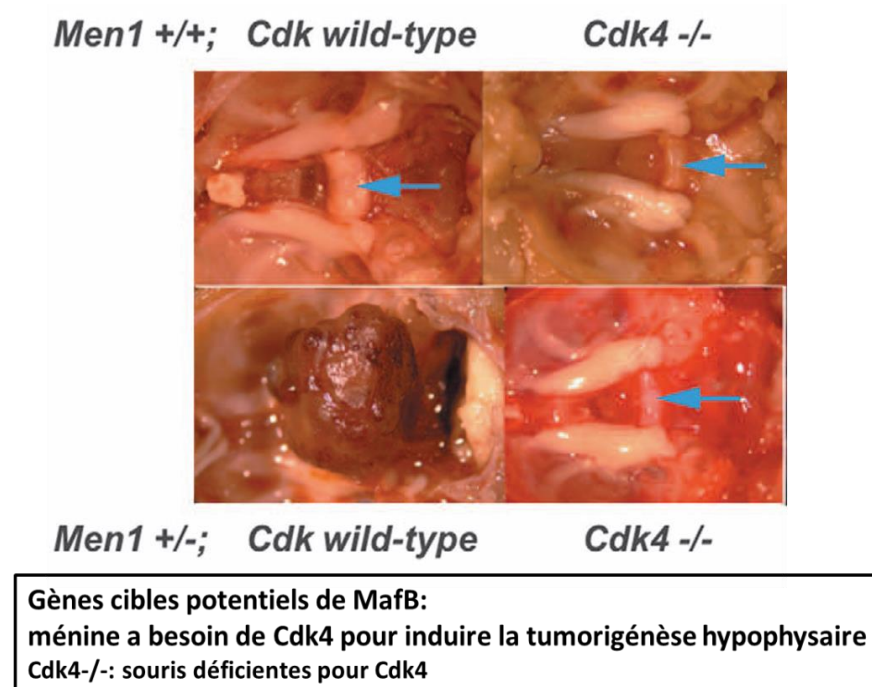 Men1 +/+; Cdk wild-type Cdk4 -/-
Men1 +/-; Cdk wild-type Cdk4 -/-
Gènes cibles potentiels de MafB:
ménine a besoin de Cdk4 pour induire la tumorigénèse hypophysaire
Cdk4-/-: souris déficientes pour Cdk4